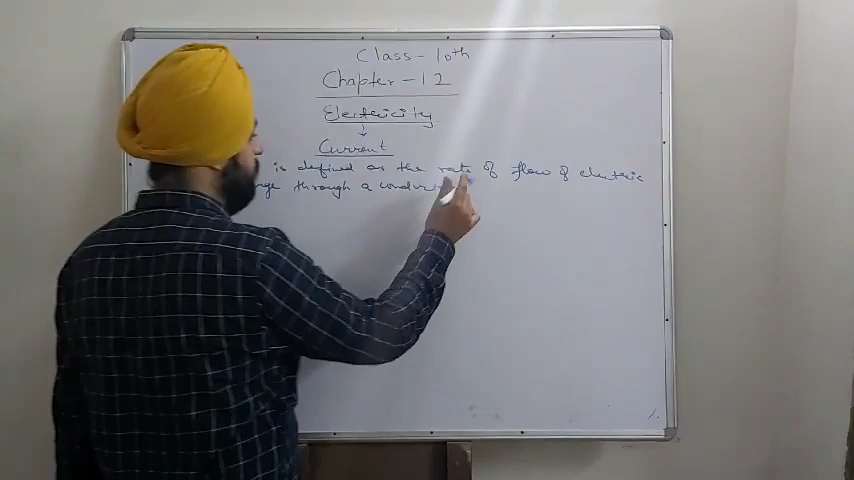 Class - 10th
Chapter - 12
Electricity
↓
Current
is defined as the rate of flow of electric
through a